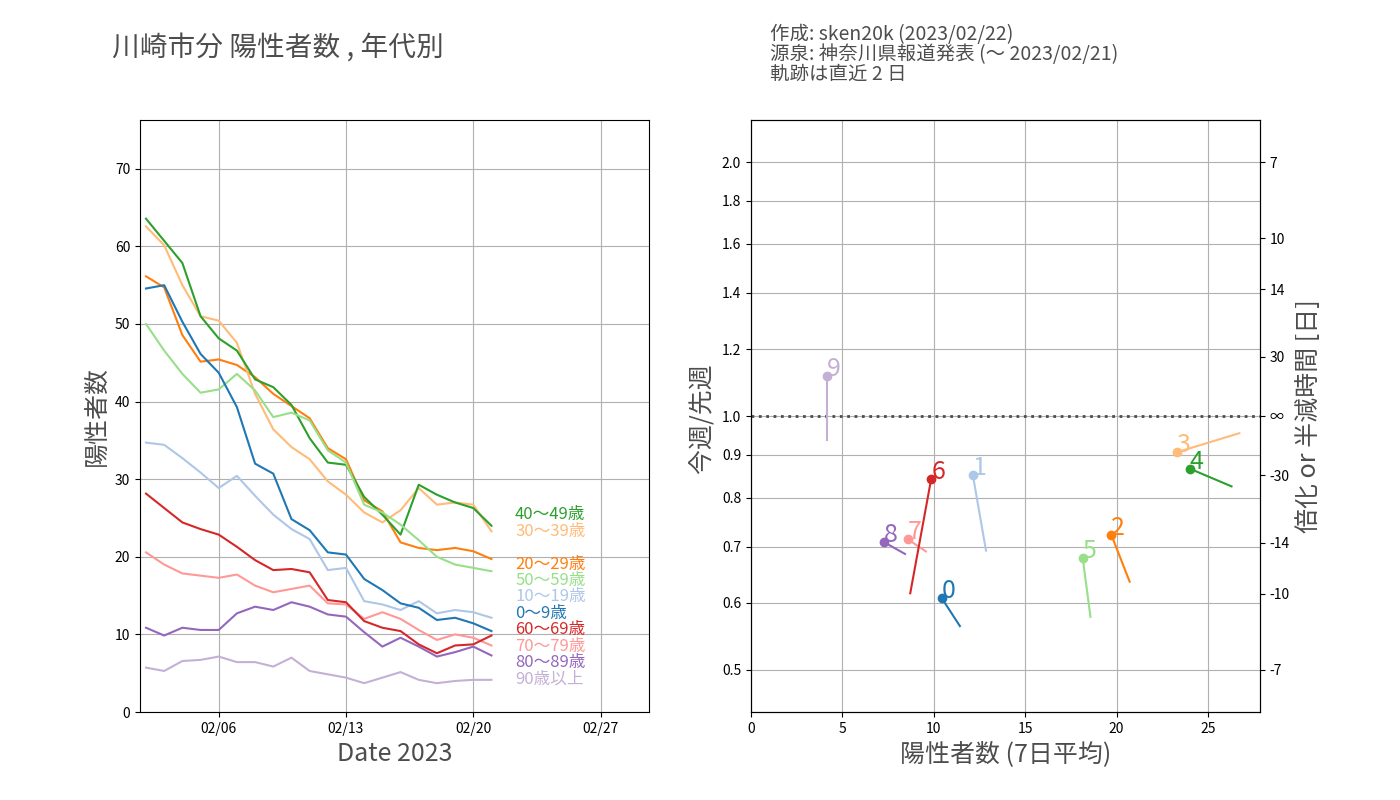 川崎市分 陽性者数 , 年代別
作成: sken20k (2023/02/22)
源泉: 神奈川県報道発表 (～ 2023/02/21)
軌跡は直近 2 日
陽性者数
70
60
50
40
30
20
10
0
02/06
02/13
02/20
02/27
Date 2023
40～49歳
30～39歳
20～29歳
50～59歳
10～19歳
0～9歳
60～69歳
70～79歳
80～89歳
90歳以上
今週/先週
2.0
1.8
1.6
1.4
1.2
1.0
0.9
0.8
0.7
0.6
0.5
9
3
4
6
1
2
7
8
5
0
0
5
10
15
20
25
陽性者数 (7日平均)
7
10
14
30
∞
-30
-14
-10
-7
倍化 or 半減時間 [日]